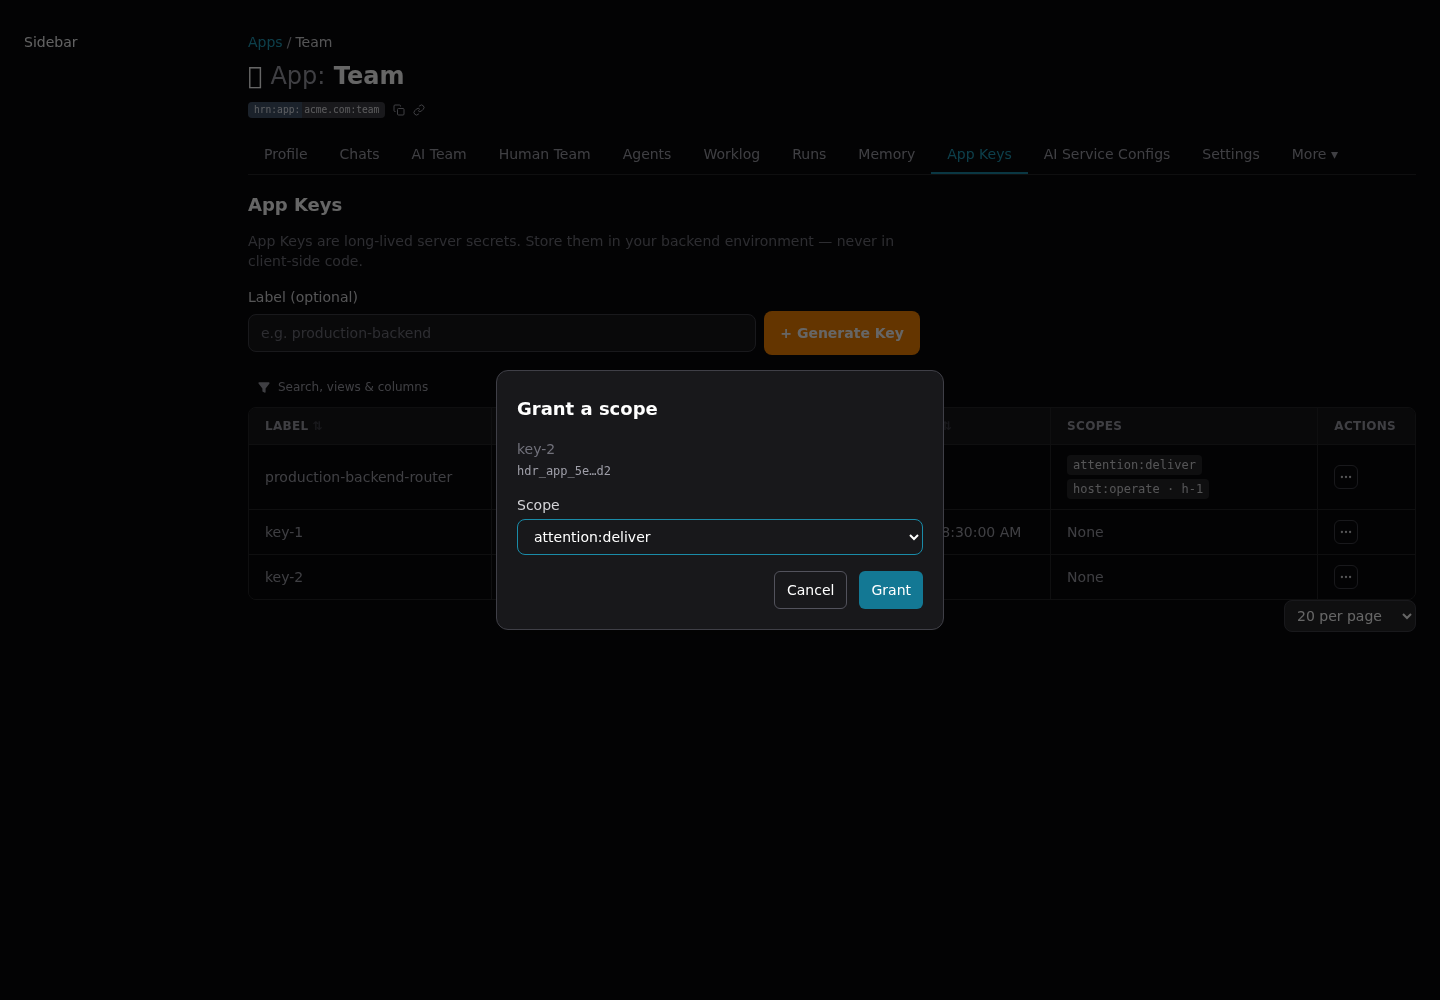 Sidebar
Apps / Team
App: Team
hrn:app: acme.com:team
Profile Chats AI Team Human Team Agents Worklog Runs Memory App Keys AI Service Configs Settings More ▾
App Keys
App Keys are long-lived server secrets. Store them in your backend environment — never in
client-side code.
Label (optional)
e.g. production-backend
+ Generate Key
Search, views & columns
LABEL ⇅ ⇅ SCOPES ACTIONS
production-backend-router
attention:deliver
host:operate · h-1
key-1 8:30:00 AM None
key-2 None
20 per page
Grant a scope
key-2
hdr_app_5e…d2
Scope
attention:deliver
Cancel Grant